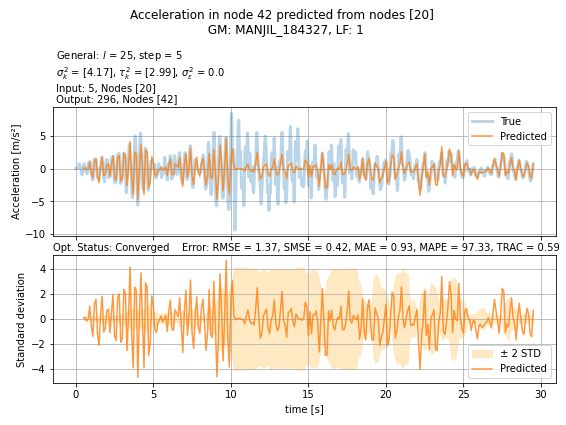 Acceleration in node 42 predicted from nodes [20]
GM: MANJIL_184327, LF: 1
General: l = 25, step = 5
σ²ₖ = [4.17], τ²ₖ = [2.99], σ²ε = 0.0
Input: 5, Nodes [20]
Output: 296, Nodes [42]
Acceleration [m/s²]
5
0
−5
−10
True
Predicted
Opt. Status: Converged Error: RMSE = 1.37, SMSE = 0.42, MAE = 0.93, MAPE = 97.33, TRAC = 0.59
Standard deviation
4
2
0
−2
−4
± 2 STD
Predicted
0 5 10 15 20 25 30
time [s]